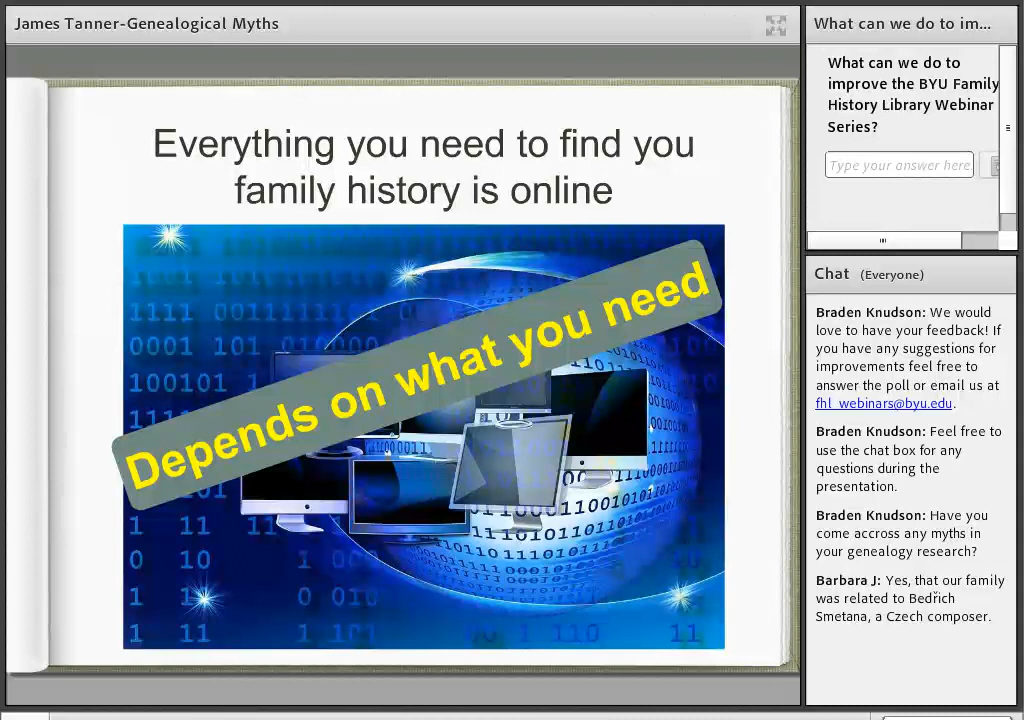 James Tanner-Genealogical Myths
Everything you need to find you
family history is online
Depends on what you need
What can we do to im...
What can we do to
improve the BYU Family
History Library Webinar
Series?
Type your answer here
Chat (Everyone)
Braden Knudson: We would
love to have your feedback! If
you have any suggestions for
improvements feel free to
answer the poll or email us at
fhl_webinars@byu.edu.
Braden Knudson: Feel free to
use the chat box for any
questions during the
presentation.
Braden Knudson: Have you
come accross any myths in
your genealogy research?
Barbara J: Yes, that our family
was related to Bedřich
Smetana, a Czech composer.